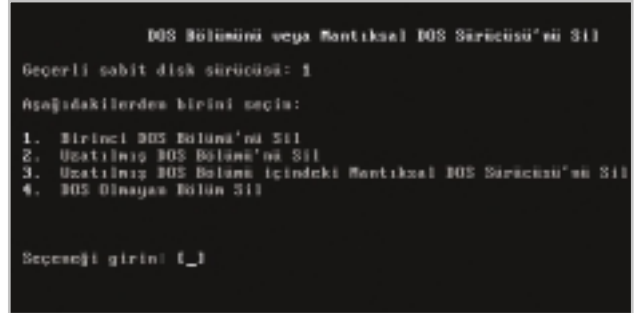 DOS Bölümünü veya Mantıksal DOS Sürücüsü'nü Sil
Geçerli sabit disk sürücüsü: 1
Aşağıdakilerden birini seçin:
1. Birinci DOS Bölümü'nü Sil
2. Uzatılmış DOS Bölümü'nü Sil
3. Uzatılmış DOS Bölümü içindeki Mantıksal DOS Sürücüsü'nü Sil
4. DOS Olmayan Bölüm Sil
Seçeneği girin: [_]